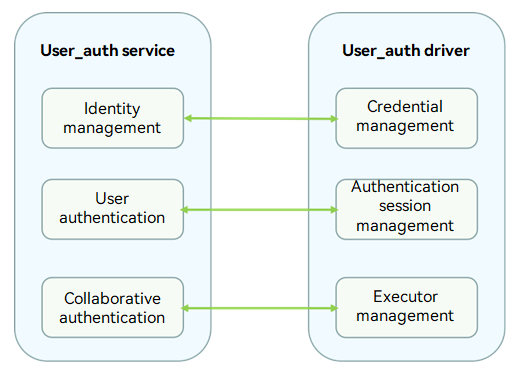 User_auth service
User_auth driver
Identity
management
Credential
management
User
authentication
Authentication
session
management
Collaborative
authentication
Executor
management